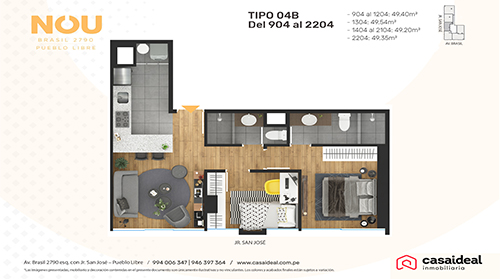 NOU
BRASIL 2790
PUEBLO LIBRE
TIPO 04B
Del 904 al 2204
- 904 al 1204: 49.40m²
- 1304: 49.54m²
- 1404 al 2104: 49.20m²
- 2204: 49.35m²
AV. BRASIL
JR. SAN JOSÉ
Av. Brasil 2790 esq. con Jr. San José – Pueblo Libre / 994 006 347 | 946 397 364 / www.casaideal.com.pe
casaideal
inmobiliaria